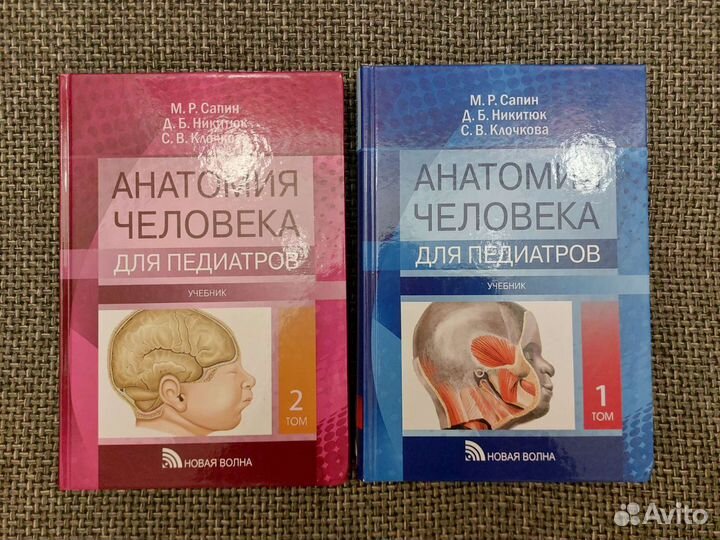 М. Р. Сапин
Д. Б. Никитюк
С. В. Клочкова
АНАТОМИЯ
ЧЕЛОВЕКА
ДЛЯ ПЕДИАТРОВ
УЧЕБНИК
2
ТОМ
НОВАЯ ВОЛНА
М. Р. Сапин
Д. Б. Никитюк
С. В. Клочкова
АНАТОМИЯ
ЧЕЛОВЕКА
ДЛЯ ПЕДИАТРОВ
УЧЕБНИК
1
ТОМ
НОВАЯ ВОЛНА
Avito